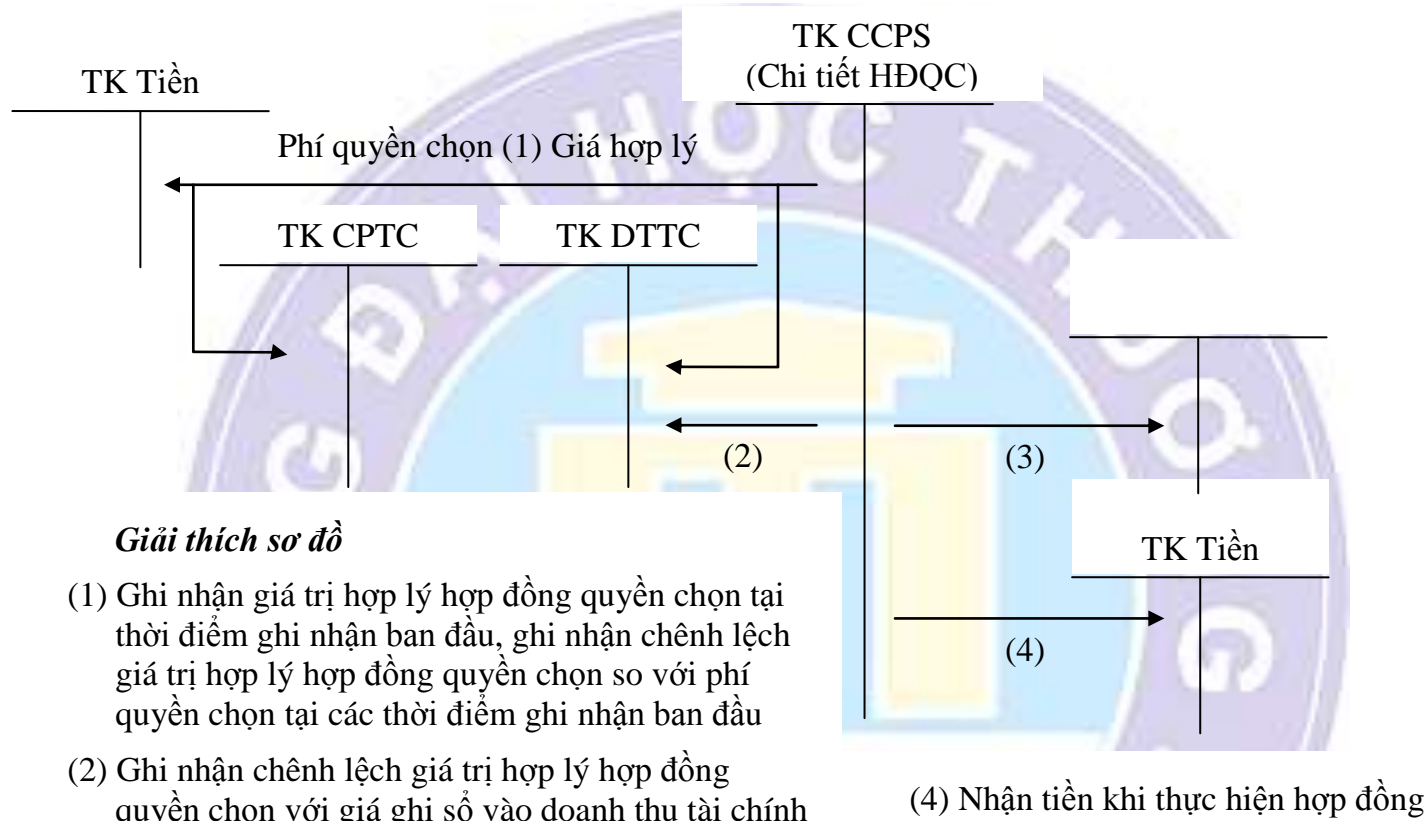 TK CCPS
(Chi tiết HĐQC)
TK Tiền
Phí quyền chọn (1) Giá hợp lý
TK CPTC
TK DTTC
(2)
(3)
TK Tiền
(4)
Giải thích sơ đồ
(1) Ghi nhận giá trị hợp lý hợp đồng quyền chọn tại
thời điểm ghi nhận ban đầu, ghi nhận chênh lệch
giá trị hợp lý hợp đồng quyền chọn so với phí
quyền chọn tại các thời điểm ghi nhận ban đầu
(2) Ghi nhận chênh lệch giá trị hợp lý hợp đồng
quyền chọn với giá ghi sổ vào doanh thu tài chính
(4) Nhận tiền khi thực hiện hợp đồng
G ĐẠI HỌC THƯƠNG